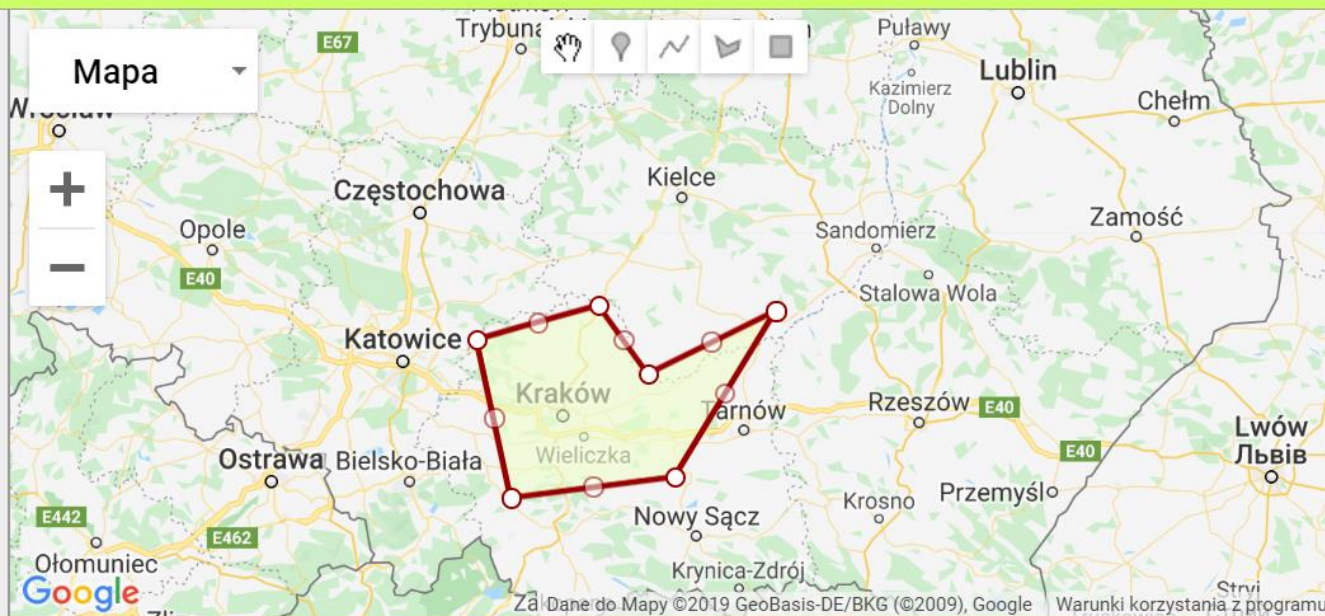 Trybuna
E67
Puławy
Mapa
Lublin
Kazimierz
Dolny
Chełm
Kielce
Częstochowa
Zamość
Opole
Sandomierz
E40
Stalowa Wola
Katowice
Kraków
Rzeszów
E40
Tarnów
Lwów
Львів
Wieliczka
E40
Ostrawa
Bielsko-Biała
Przemyśl
Krosno
Nowy Sącz
E442
E462
Ołomuniec
Krynica-Zdrój
Google
Dane do Mapy ©2019 GeoBasis-DE/BKG (©2009), Google
Warunki korzystania z programu